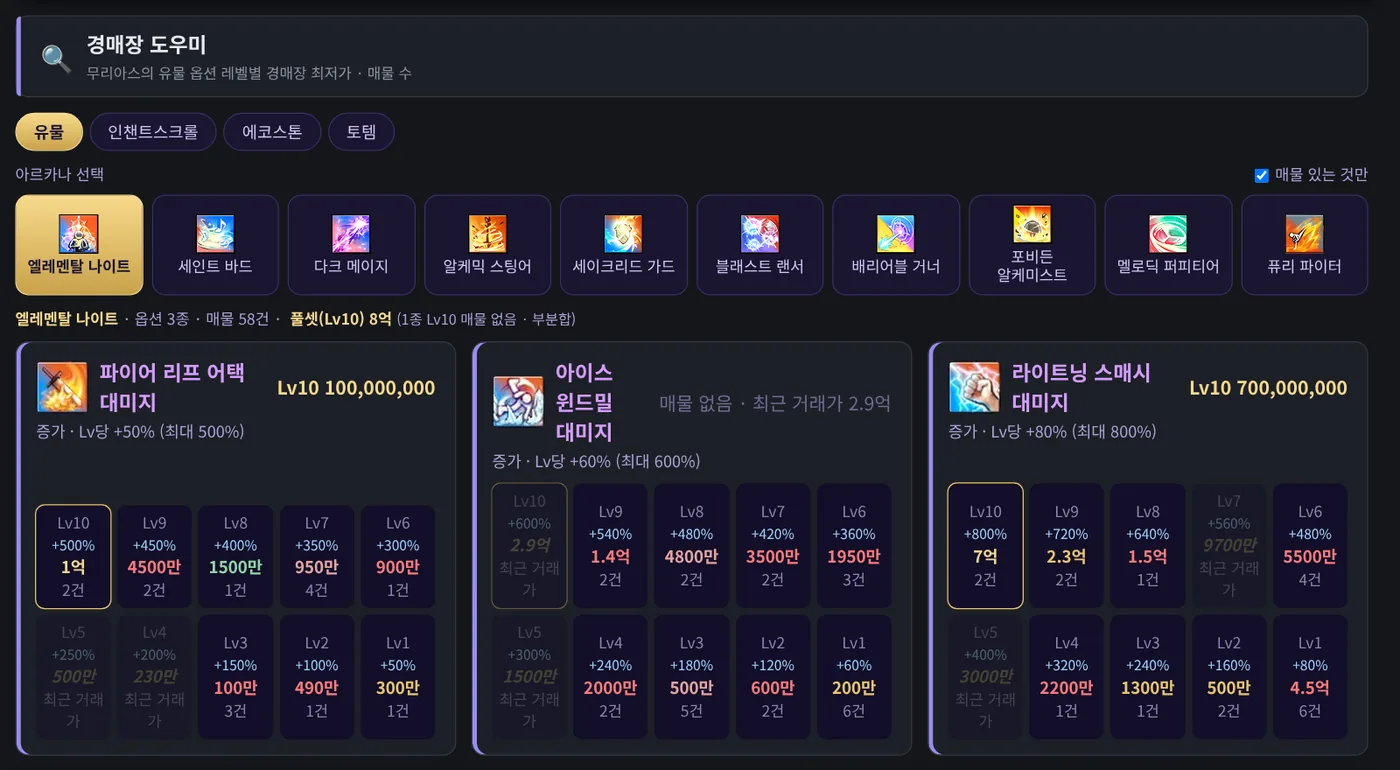 경매장 도우미
무리아스의 유물 옵션 레벨별 경매장 최저가 · 매물 수
유물 인챈트스크롤 에코스톤 토템
아르카나 선택 매물 있는 것만
엘레멘탈 나이트 세인트 바드 다크 메이지 알케믹 스팅어 세이크리드 가드 블래스트 랜서 배리어블 거너 포비든 알케미스트 멜로딕 퍼피티어 퓨리 파이터
엘레멘탈 나이트 · 옵션 3종 · 매물 58건 · 풀셋(Lv10) 8억 (1종 Lv10 매물 없음 · 부분합)
파이어 리프 어택
대미지
Lv10 100,000,000
증가 · Lv당 +50% (최대 500%)
Lv10 Lv9 Lv8 Lv7 Lv6
+500% +450% +400% +350% +300%
1억 4500만 1500만 950만 900만
2건 2건 1건 4건 1건
Lv5 Lv4 Lv3 Lv2 Lv1
+250% +200% +150% +100% +50%
500만 230만 100만 490만 300만
최근 거래가 최근 거래가 3건 1건 1건
아이스
윈드밀
대미지
매물 없음 · 최근 거래가 2.9억
증가 · Lv당 +60% (최대 600%)
Lv10 Lv9 Lv8 Lv7 Lv6
+600% +540% +480% +420% +360%
2.9억 1.4억 4800만 3500만 1950만
최근 거래가 2건 2건 2건 3건
Lv5 Lv4 Lv3 Lv2 Lv1
+300% +240% +180% +120% +60%
1500만 2000만 500만 600만 200만
최근 거래가 2건 5건 2건 6건
라이트닝 스매시
대미지
Lv10 700,000,000
증가 · Lv당 +80% (최대 800%)
Lv10 Lv9 Lv8 Lv7 Lv6
+800% +720% +640% +560% +480%
7억 2.3억 1.5억 9700만 5500만
2건 2건 1건 최근 거래가 4건
Lv5 Lv4 Lv3 Lv2 Lv1
+400% +320% +240% +160% +80%
3000만 2200만 1300만 500만 4.5억
최근 거래가 1건 1건 2건 6건